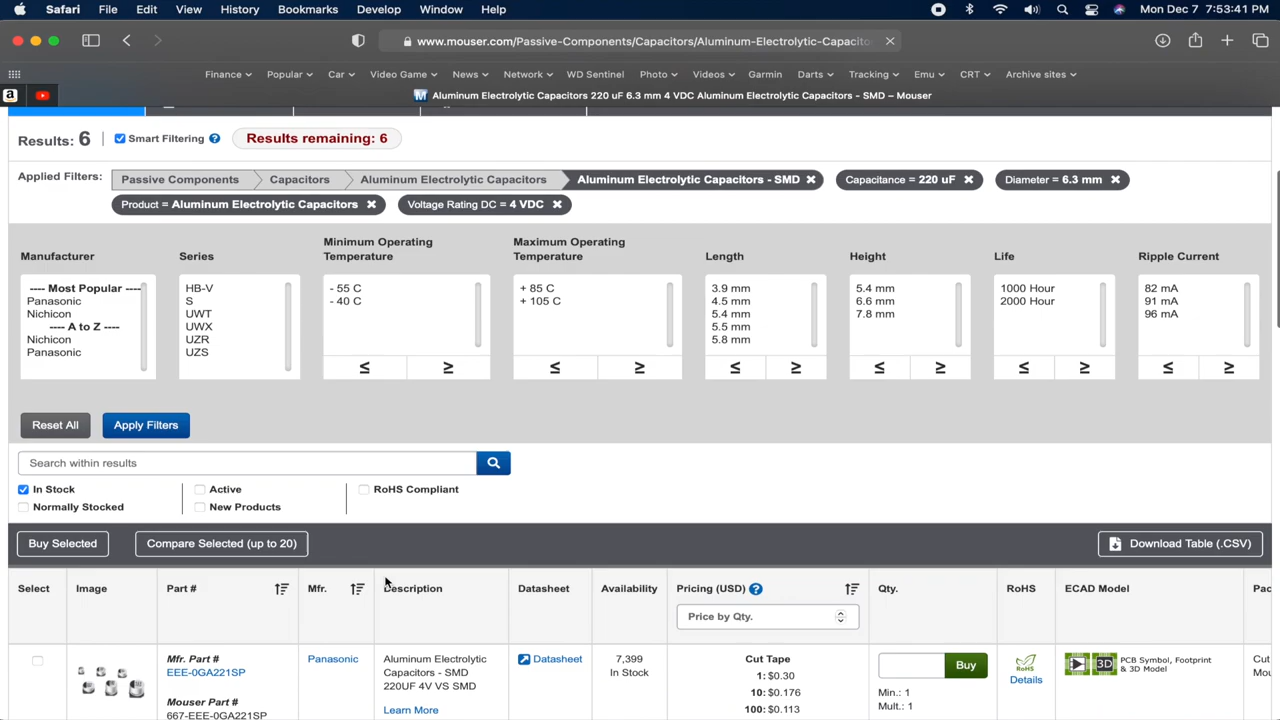 Safari File Edit View History Bookmarks Develop Window Help Mon Dec 7 7:53:41 PM
www.mouser.com/Passive-Components/Capacitors/Aluminum-Electrolytic-Capacito
Finance Popular Car Video Game News Network WD Sentinel Photo Videos Garmin Darts Tracking Emu CRT Archive sites
a M Aluminum Electrolytic Capacitors 220 uF 6.3 mm 4 VDC Aluminum Electrolytic Capacitors - SMD – Mouser
Results: 6 Smart Filtering ? Results remaining: 6
Applied Filters: Passive Components Capacitors Aluminum Electrolytic Capacitors Aluminum Electrolytic Capacitors - SMD Capacitance = 220 uF Diameter = 6.3 mm
Product = Aluminum Electrolytic Capacitors Voltage Rating DC = 4 VDC
Manufacturer
---- Most Popular ----
Panasonic
Nichicon
---- A to Z ----
Nichicon
Panasonic
Series
HB-V
S
UWT
UWX
UZR
UZS
Minimum Operating
Temperature
- 55 C
- 40 C
≤ ≥
Maximum Operating
Temperature
+ 85 C
+ 105 C
≤ ≥
Length
3.9 mm
4.5 mm
5.4 mm
5.5 mm
5.8 mm
≤ ≥
Height
5.4 mm
6.6 mm
7.8 mm
≤ ≥
Life
1000 Hour
2000 Hour
≤ ≥
Ripple Current
82 mA
91 mA
96 mA
≤ ≥
Reset All Apply Filters
Search within results
In Stock Active RoHS Compliant
Normally Stocked New Products
Buy Selected Compare Selected (up to 20) Download Table (.CSV)
Select Image Part # Mfr. Description Datasheet Availability Pricing (USD) ? Qty. RoHS ECAD Model Pac
Price by Qty.
Mfr. Part #
EEE-0GA221SP
Mouser Part #
667-EEE-0GA221SP
Panasonic
Aluminum Electrolytic
Capacitors - SMD
220UF 4V VS SMD
Learn More
Datasheet
7,399
In Stock
Cut Tape
1: $0.30
10: $0.176
100: $0.113
Buy
Min.: 1
Mult.: 1
RoHS
Details
3D
PCB Symbol, Footprint
& 3D Model
Cut
Mou